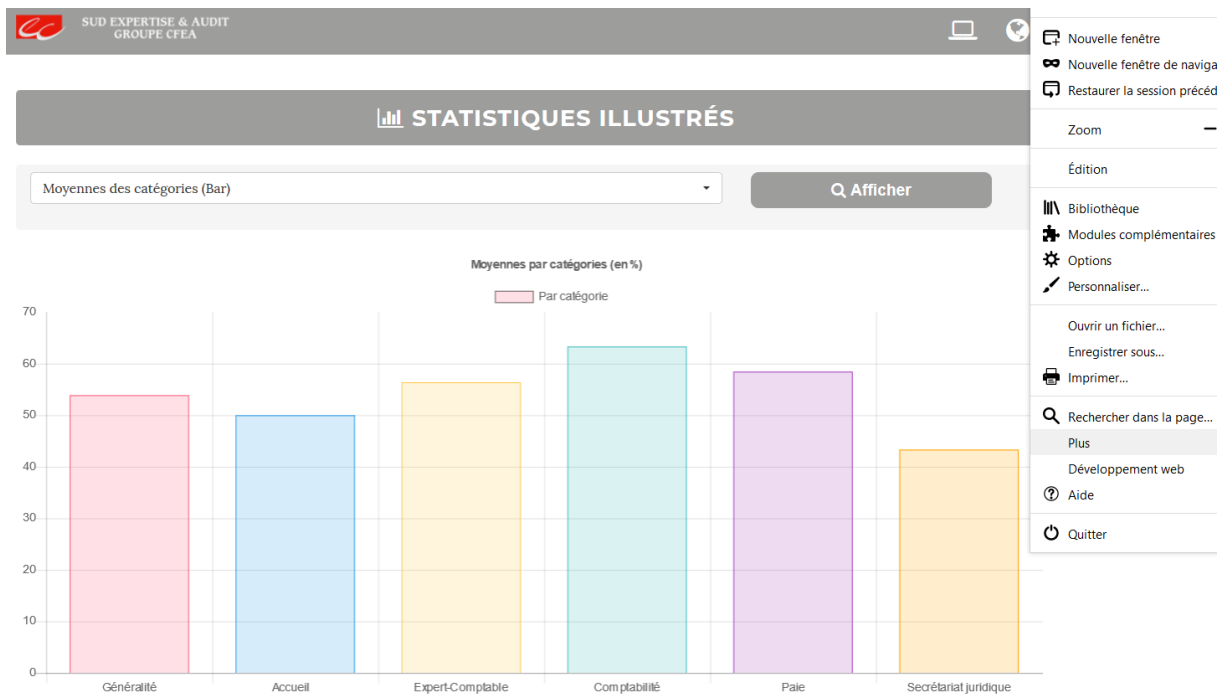 SUD EXPERTISE & AUDIT
GROUPE CFEA
STATISTIQUES ILLUSTRÉS
Moyennes des catégories (Bar)
Afficher
Moyennes par catégories (en %)
Par catégorie
70
60
50
40
30
20
10
0
Généralité
Accueil
Expert-Comptable
Comptabilité
Paie
Secrétariat juridique
Nouvelle fenêtre
Nouvelle fenêtre de naviga
Restaurer la session précéd
Zoom
Édition
Bibliothèque
Modules complémentaires
Options
Personnaliser...
Ouvrir un fichier...
Enregistrer sous...
Imprimer...
Rechercher dans la page...
Plus
Développement web
Aide
Quitter